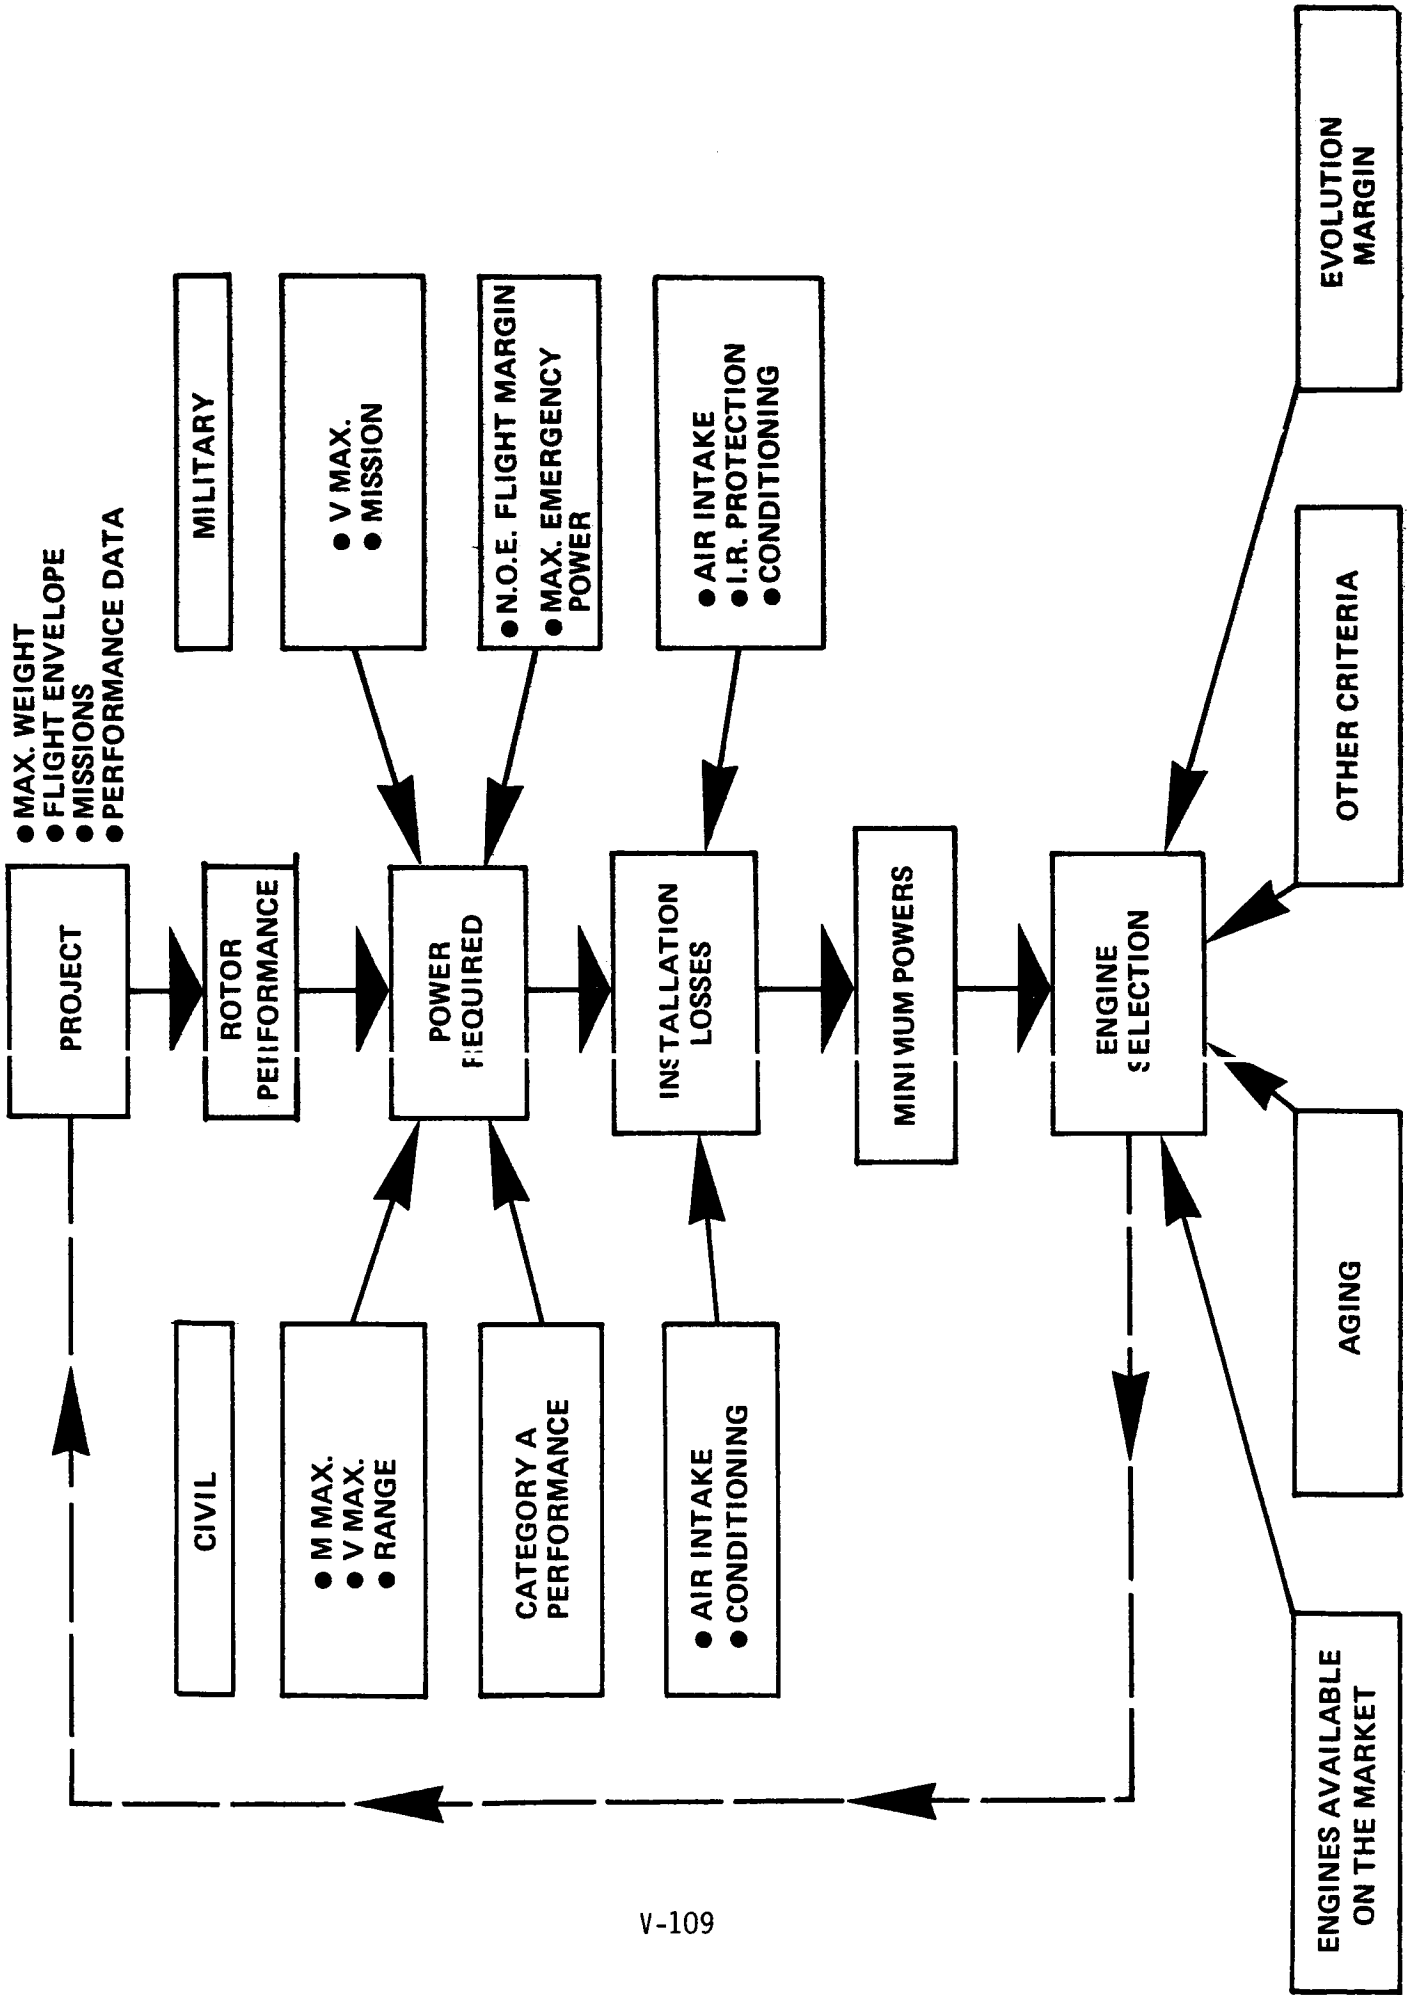 PROJECT
● MAX. WEIGHT
● FLIGHT ENVELOPE
● MISSIONS
● PERFORMANCE DATA
CIVIL
ROTOR
PERFORMANCE
MILITARY
● M MAX.
● V MAX.
● RANGE
POWER
REQUIRED
● V MAX.
● MISSION
CATEGORY A
PERFORMANCE
● N.O.E. FLIGHT MARGIN
● MAX. EMERGENCY
POWER
● AIR INTAKE
● CONDITIONING
INSTALLATION
LOSSES
● AIR INTAKE
● I.R. PROTECTION
● CONDITIONING
MINIMUM POWERS
ENGINE
SELECTION
ENGINES AVAILABLE
ON THE MARKET
AGING
OTHER CRITERIA
EVOLUTION
MARGIN
V-109